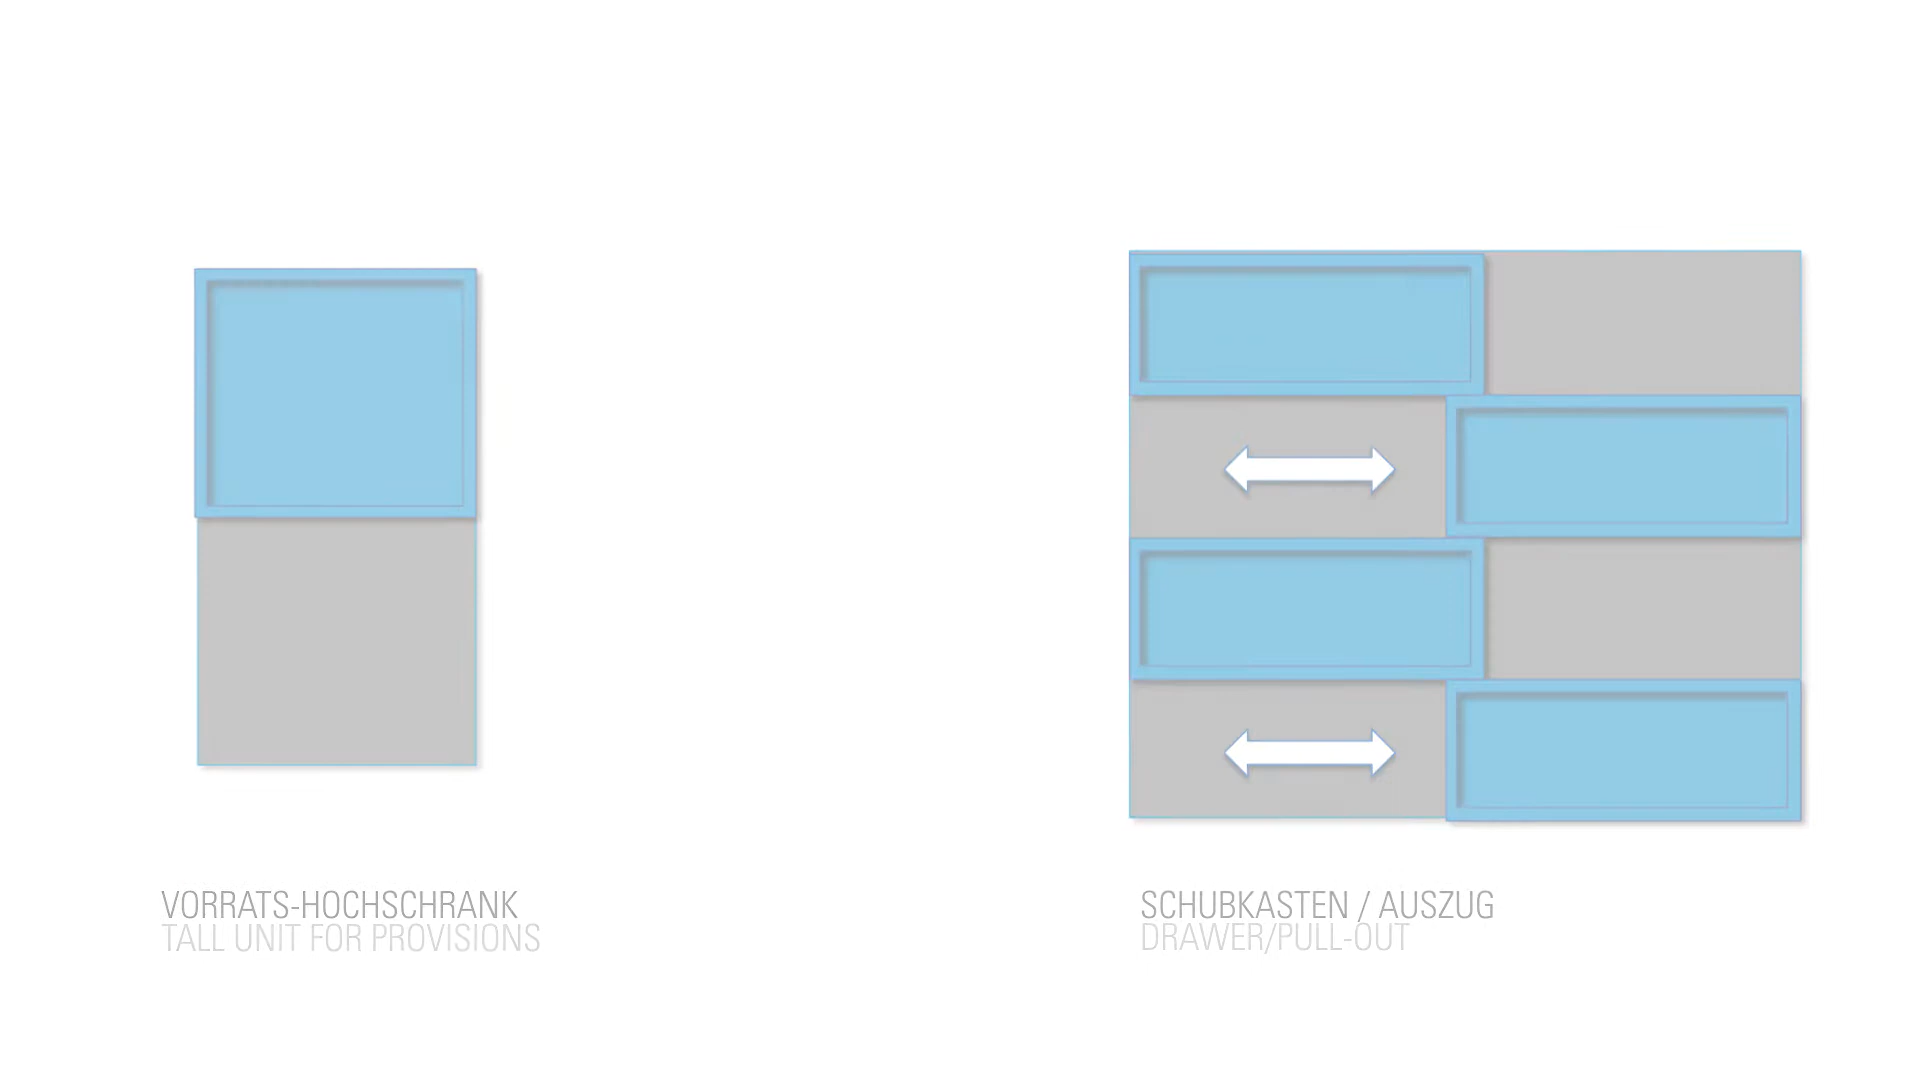 VORRATS-HOCHSCHRANK
TALL UNIT FOR PROVISIONS
SCHUBKASTEN / AUSZUG
DRAWER/PULL-OUT